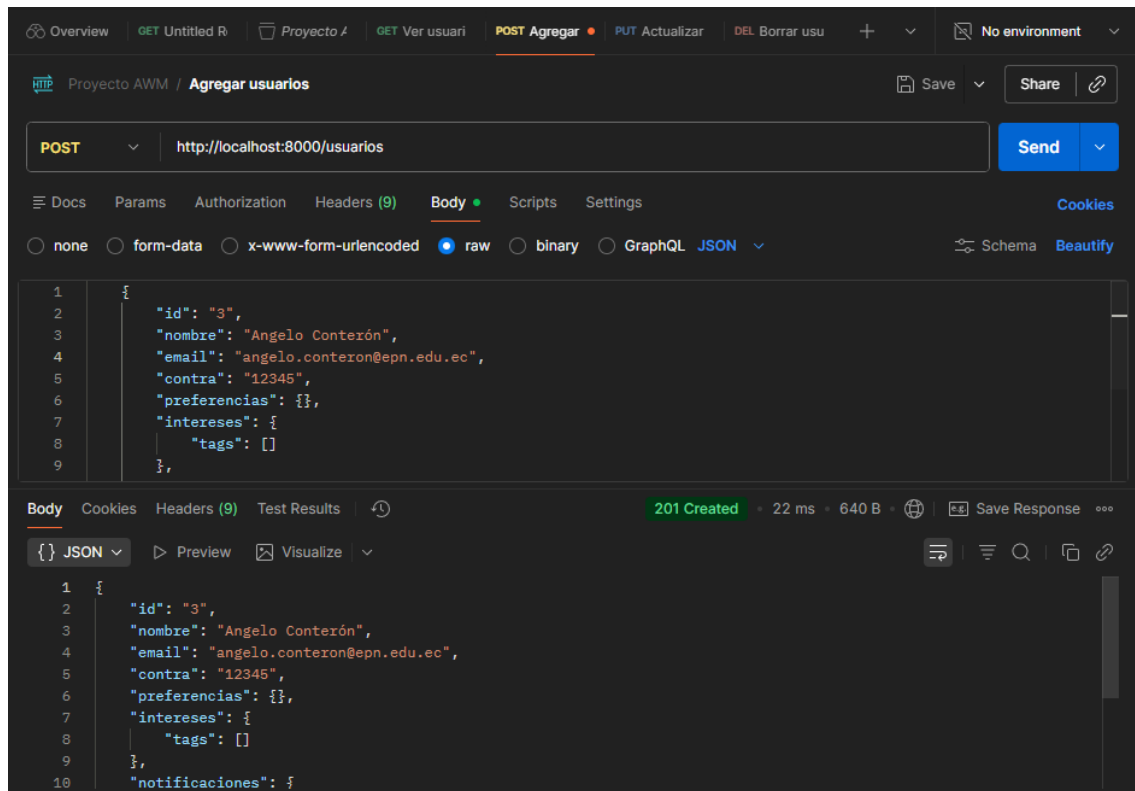 Overview GET Untitled R Proyecto A GET Ver usuari POST Agregar PUT Actualizar DEL Borrar usu No environment
HTTP Proyecto AWM / Agregar usuarios Save Share
POST http://localhost:8000/usuarios Send
Docs Params Authorization Headers (9) Body Scripts Settings Cookies
none form-data x-www-form-urlencoded raw binary GraphQL JSON Schema Beautify
1 {
2 "id": "3",
3 "nombre": "Angelo Conterón",
4 "email": "angelo.conteron@epn.edu.ec",
5 "contra": "12345",
6 "preferencias": {},
7 "intereses": {
8 "tags": []
9 },
Body Cookies Headers (9) Test Results 201 Created • 22 ms • 640 B e.g. Save Response
{} JSON Preview Visualize
1 {
2 "id": "3",
3 "nombre": "Angelo Conterón",
4 "email": "angelo.conteron@epn.edu.ec",
5 "contra": "12345",
6 "preferencias": {},
7 "intereses": {
8 "tags": []
9 },
10 "notificaciones": {